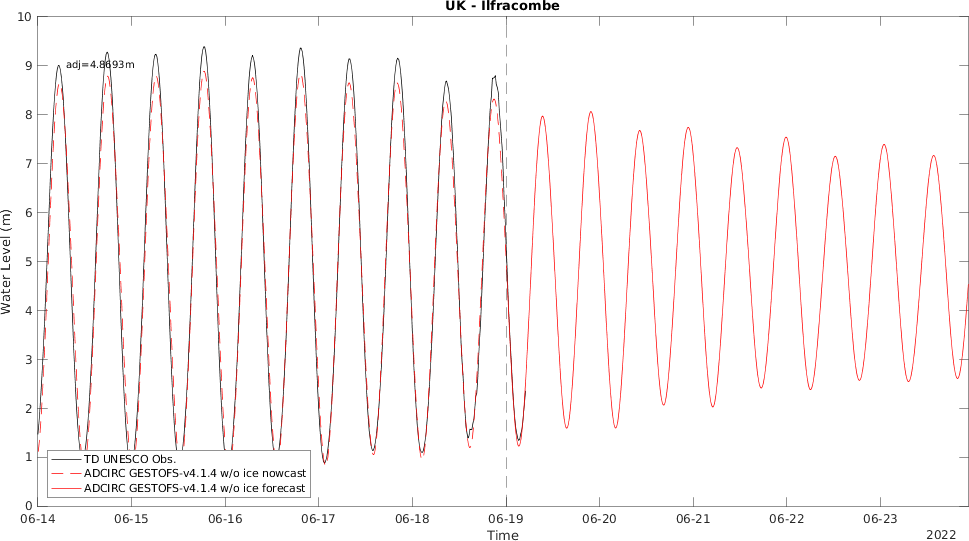 UK - Ilfracombe
10
9
8
7
6
5
4
3
2
1
0
adj=4.8693m
Water Level (m)
TD UNESCO Obs.
ADCIRC GESTOFS-v4.1.4 w/o ice nowcast
ADCIRC GESTOFS-v4.1.4 w/o ice forecast
06-14 06-15 06-16 06-17 06-18 06-19 06-20 06-21 06-22 06-23
Time
2022